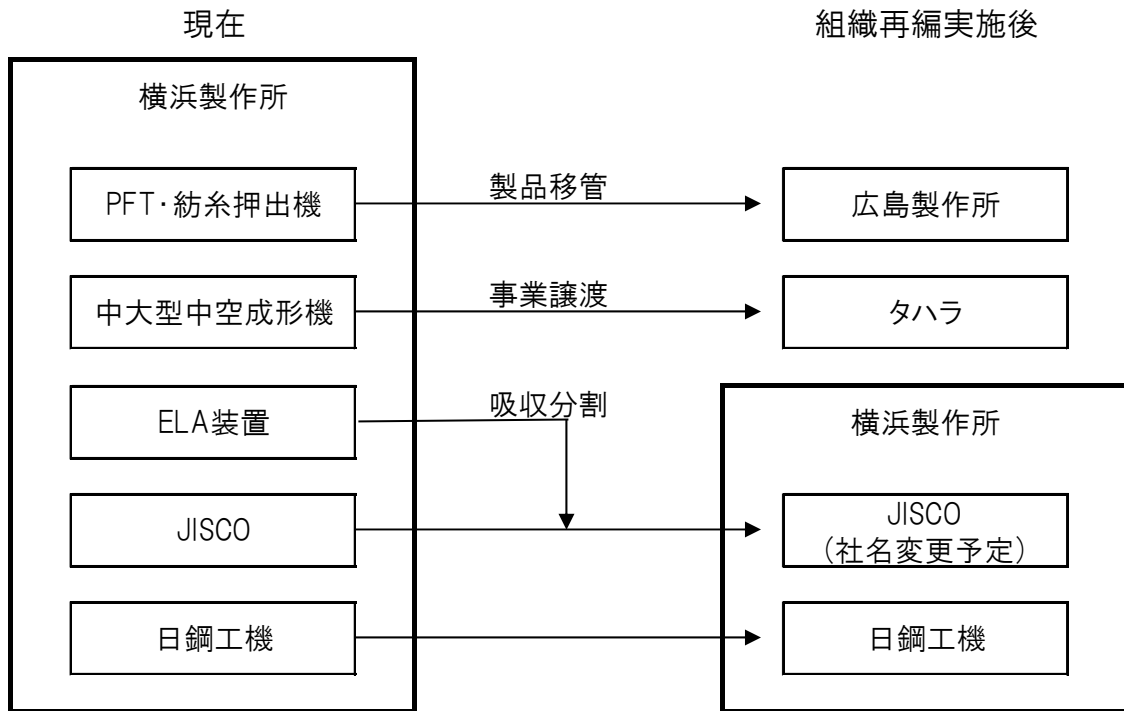 現在
組織再編実施後
横浜製作所
PFT・紡糸押出機
製品移管
広島製作所
中大型中空成形機
事業譲渡
タハラ
ELA装置
吸収分割
横浜製作所
JISCO
JISCO
(社名変更予定)
日鋼工機
日鋼工機